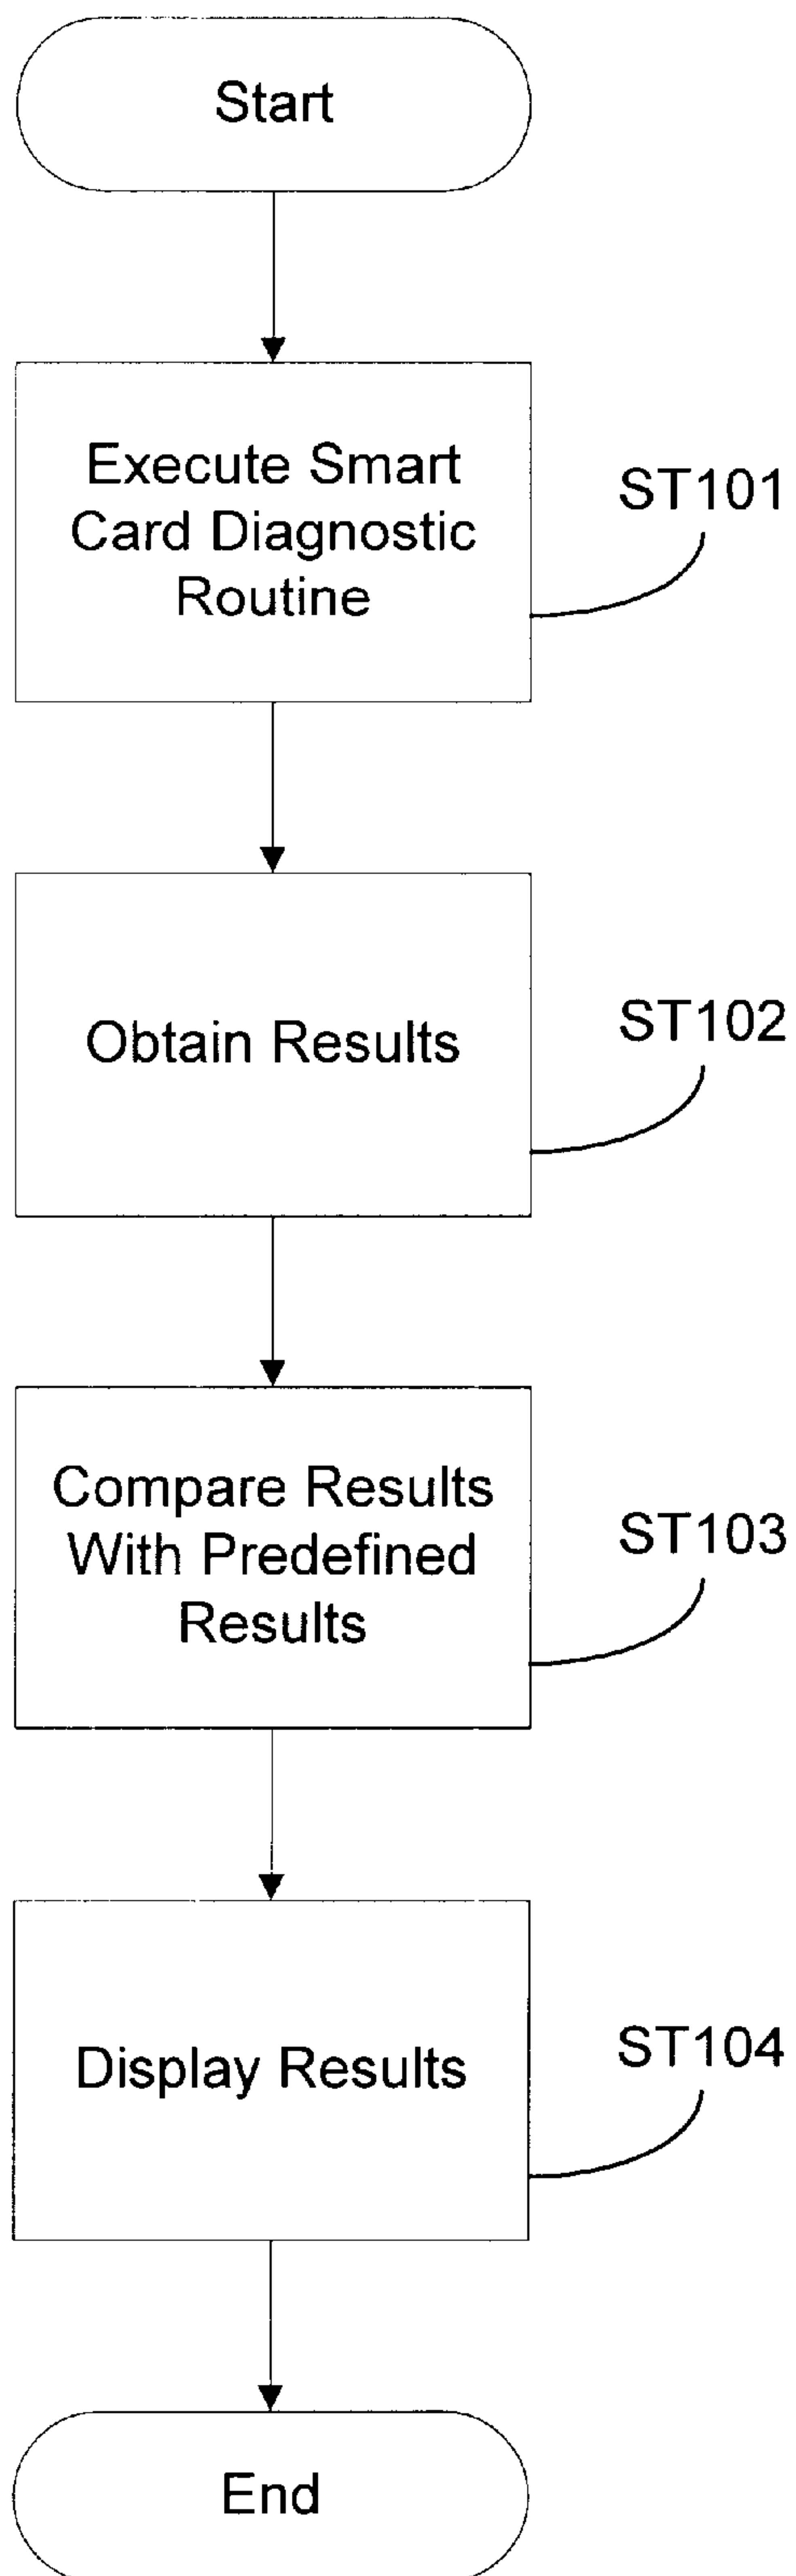 Start
Execute Smart
Card Diagnostic
Routine
ST101
Obtain Results
ST102
Compare Results
With Predefined
Results
ST103
Display Results
ST104
End